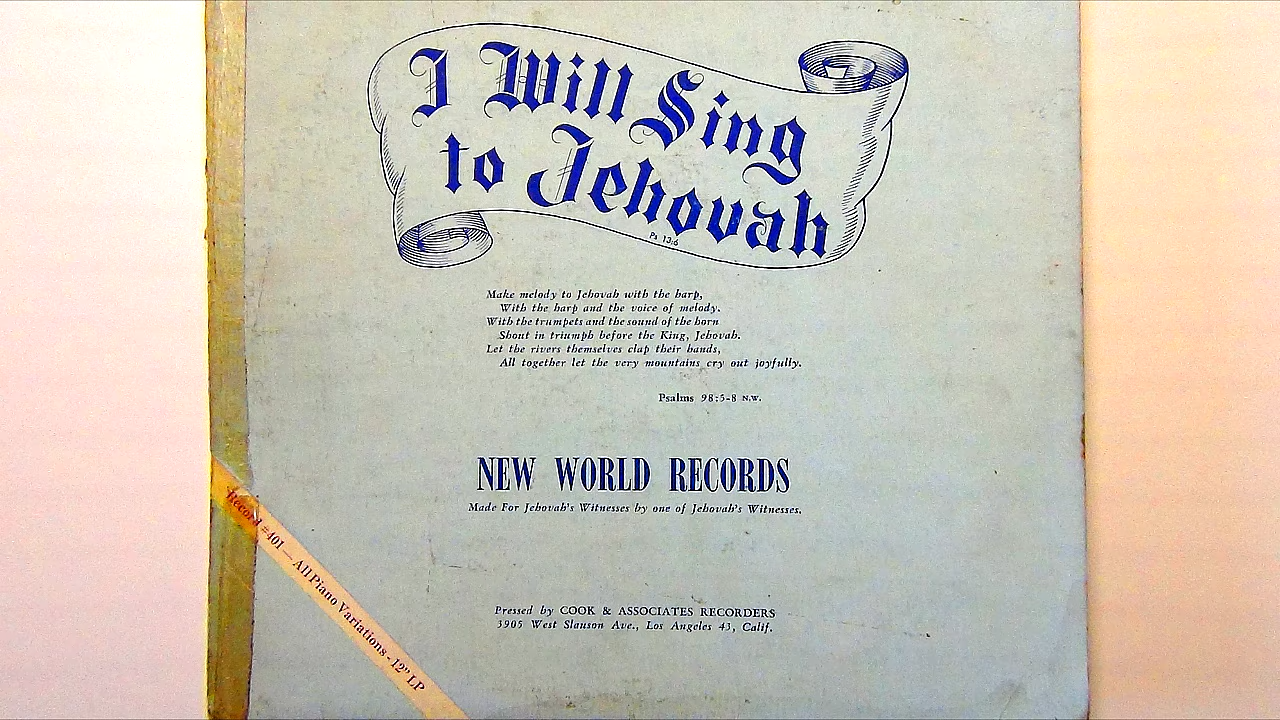 I Will Sing
to Jehovah
Ps 13:6
Make melody to Jehovah with the harp,
With the harp and the voice of melody.
With the trumpets and the sound of the horn
Shout in triumph before the King, Jehovah.
Let the rivers themselves clap their hands,
All together let the very mountains cry out joyfully.
Psalms 98:5-8 N.W.
NEW WORLD RECORDS
Made For Jehovah's Witnesses by one of Jehovah's Witnesses.
Record #401 — All Piano Variations - 12" LP
Pressed by COOK & ASSOCIATES RECORDERS
3905 West Slauson Ave., Los Angeles 43, Calif.